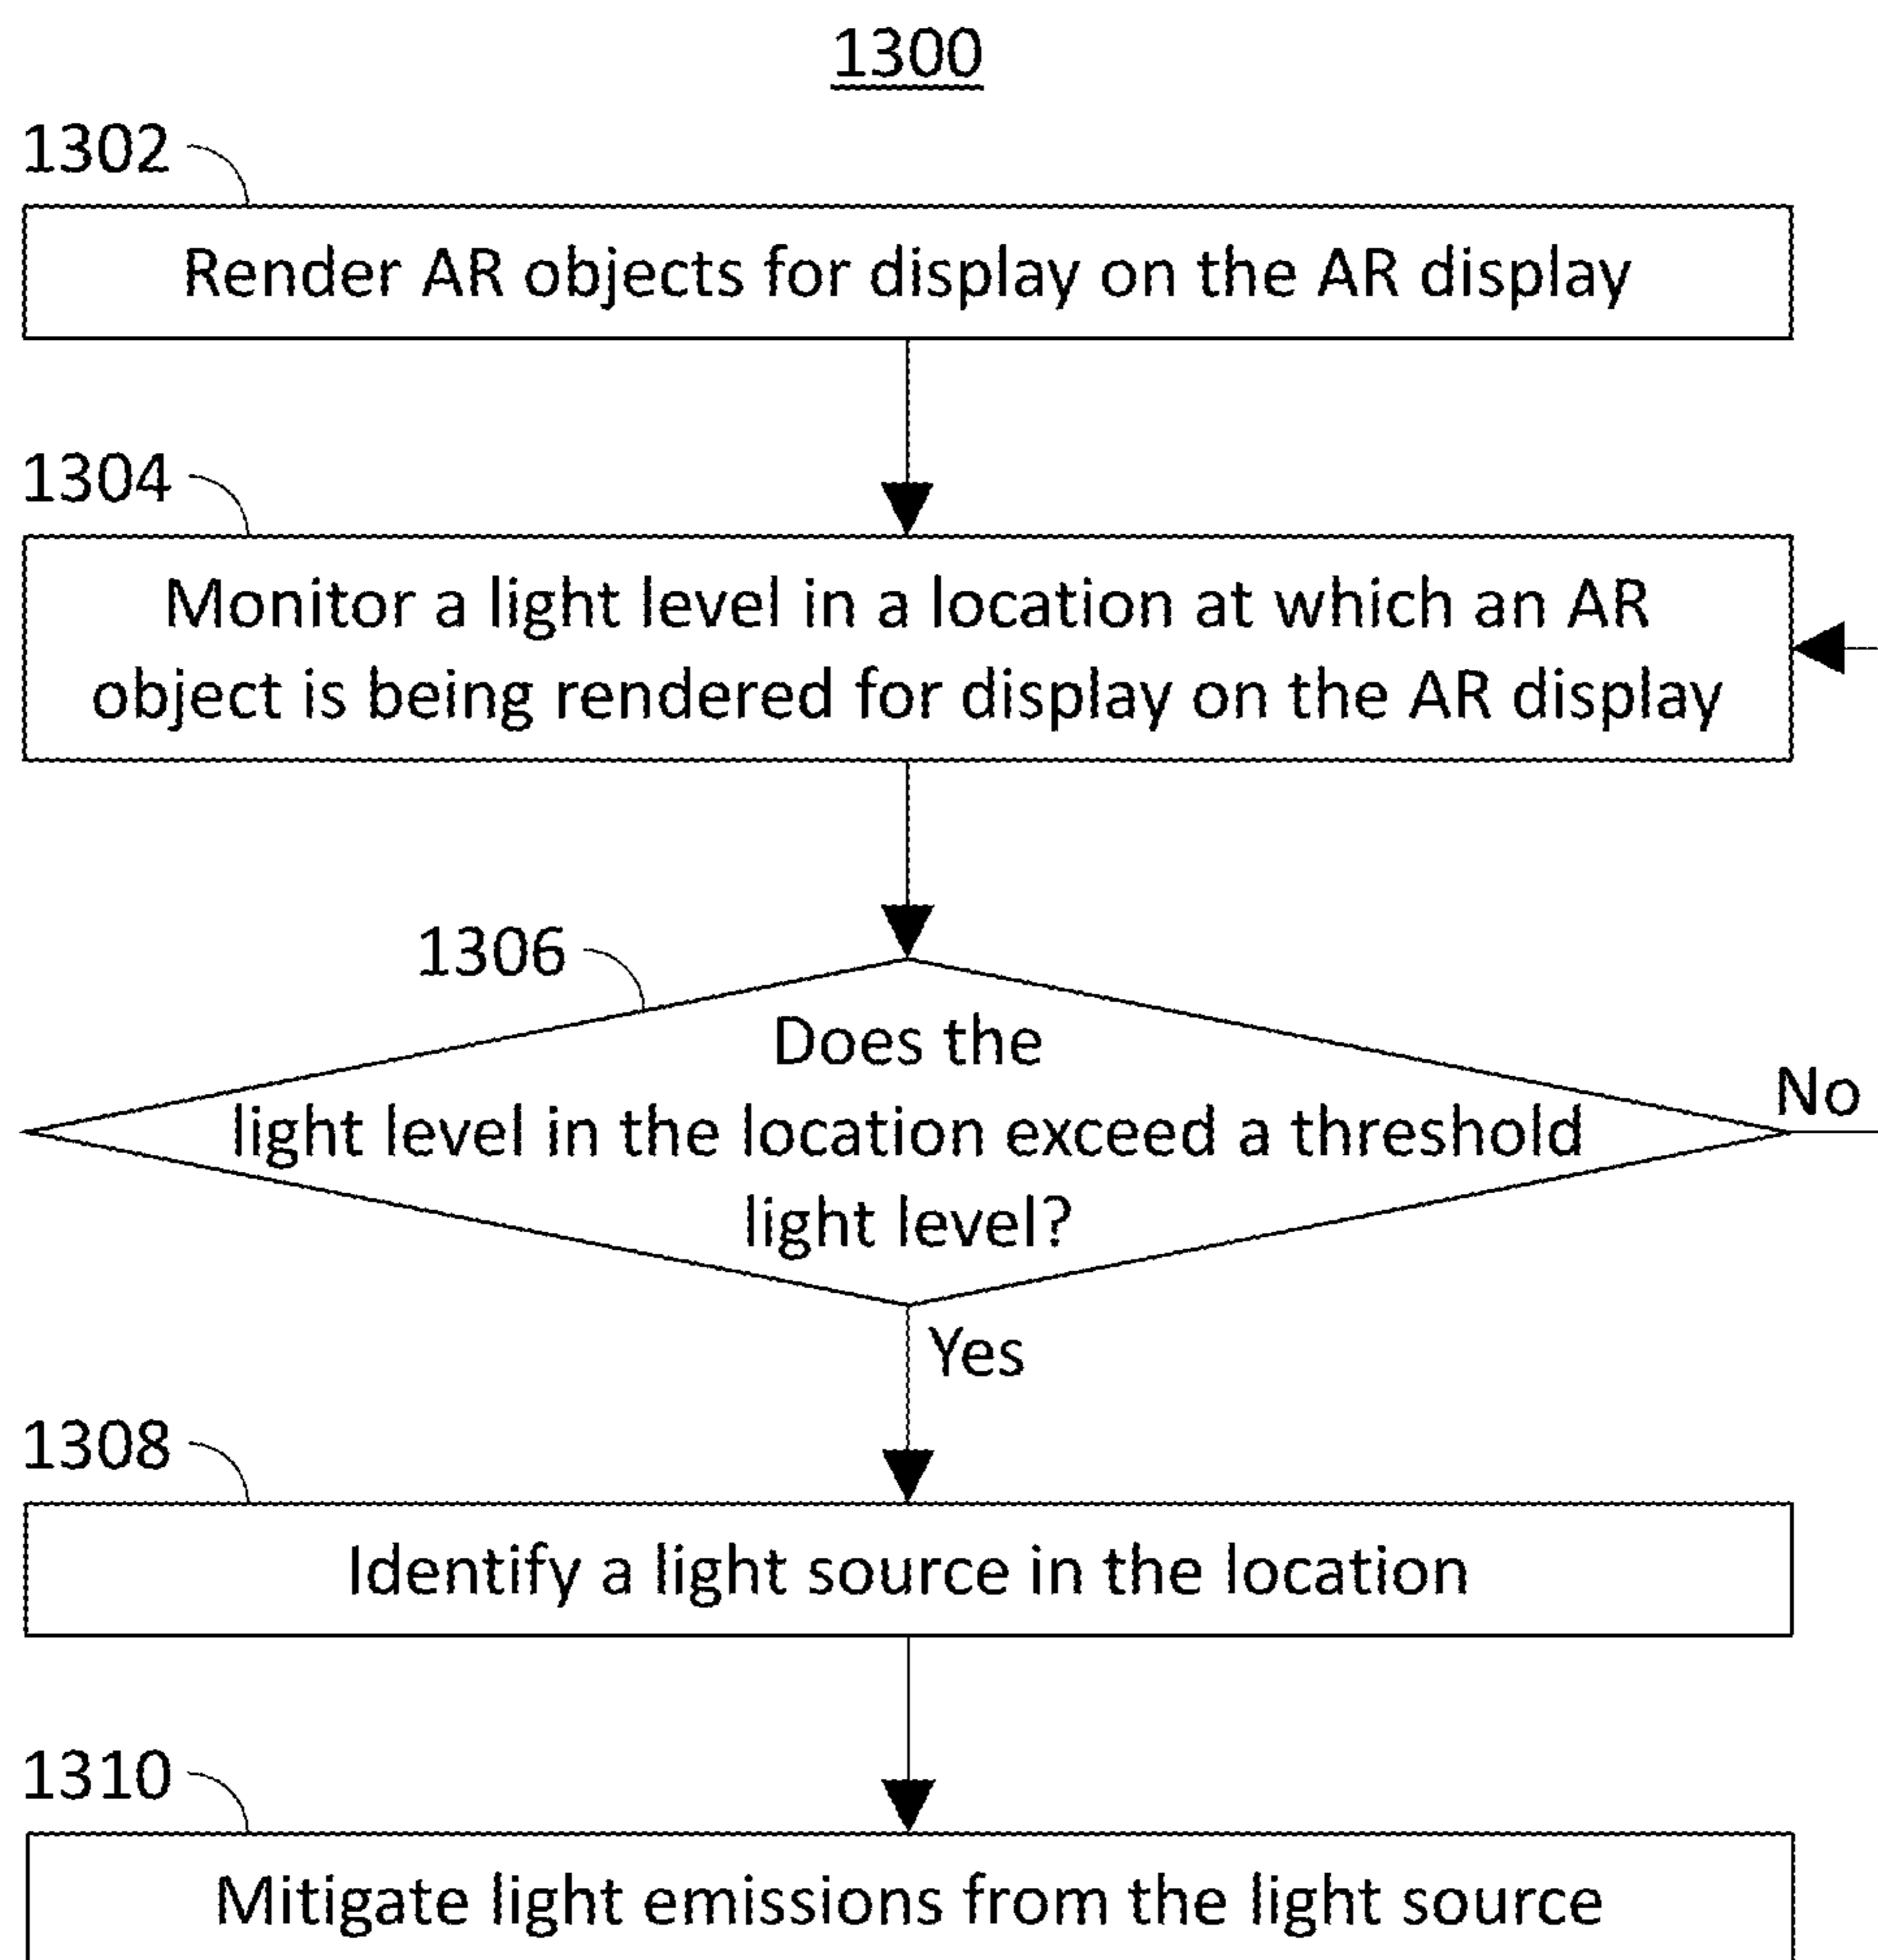 1300
1302
Render AR objects for display on the AR display
1304
Monitor a light level in a location at which an AR
object is being rendered for display on the AR display
1306
Does the
light level in the location exceed a threshold
light level?
No
Yes
1308
Identify a light source in the location
1310
Mitigate light emissions from the light source